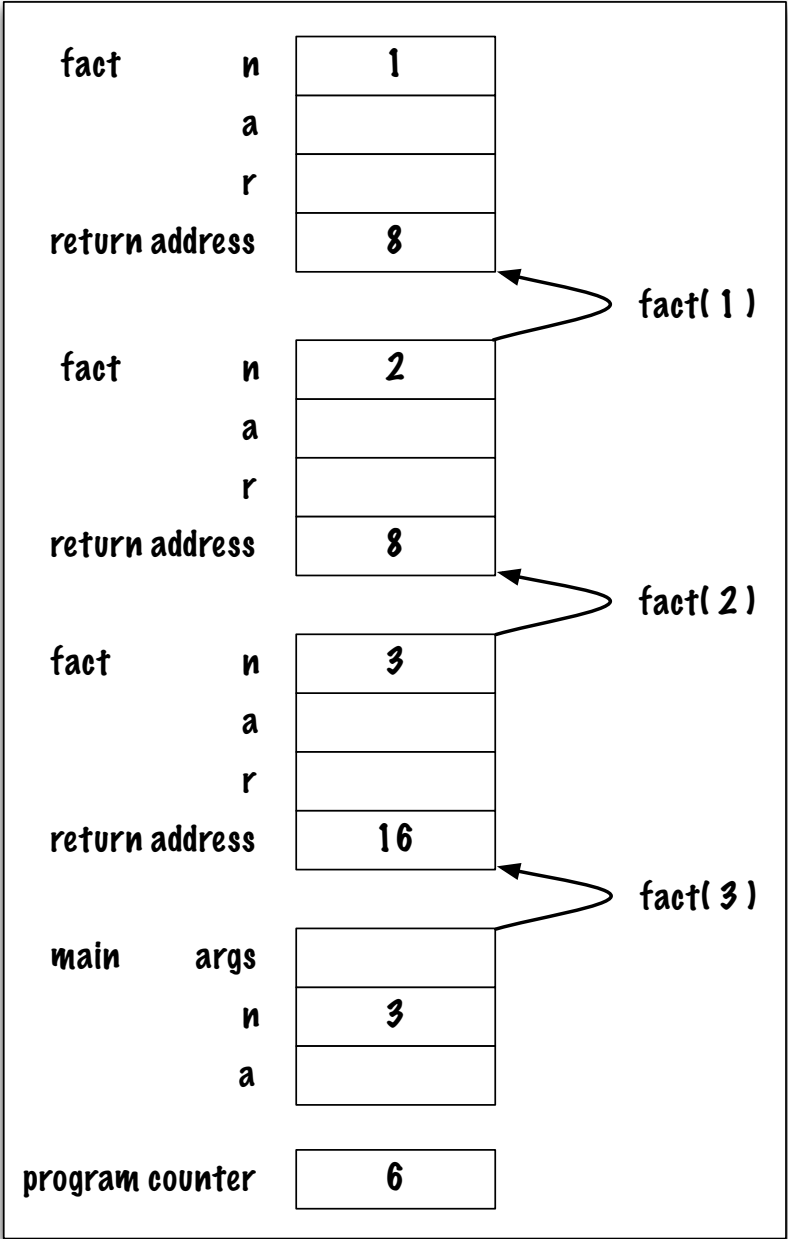 fact n 1
a
r
return address 8
fact( 1 )
fact n 2
a
r
return address 8
fact( 2 )
fact n 3
a
r
return address 16
fact( 3 )
main args
n 3
a
program counter 6